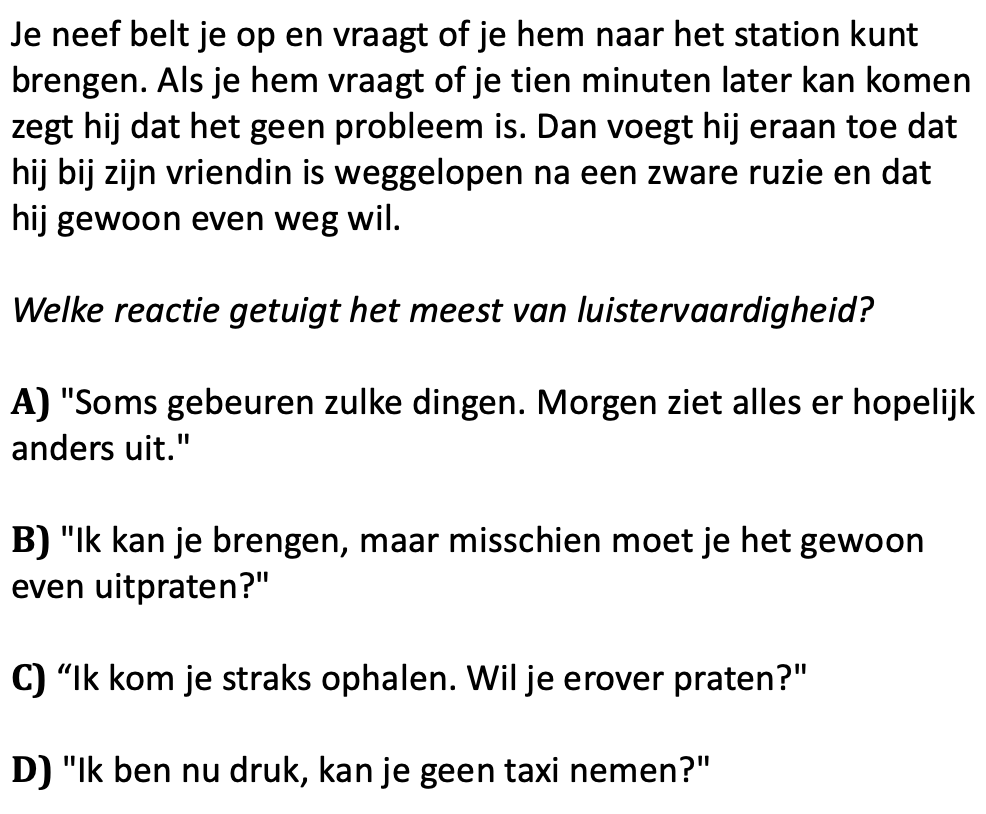 Je neef belt je op en vraagt of je hem naar het station kunt
brengen. Als je hem vraagt of je tien minuten later kan komen
zegt hij dat het geen probleem is. Dan voegt hij eraan toe dat
hij bij zijn vriendin is weggelopen na een zware ruzie en dat
hij gewoon even weg wil.
Welke reactie getuigt het meest van luistervaardigheid?
A) "Soms gebeuren zulke dingen. Morgen ziet alles er hopelijk
anders uit."
B) "Ik kan je brengen, maar misschien moet je het gewoon
even uitpraten?"
C) “Ik kom je straks ophalen. Wil je erover praten?"
D) "Ik ben nu druk, kan je geen taxi nemen?"